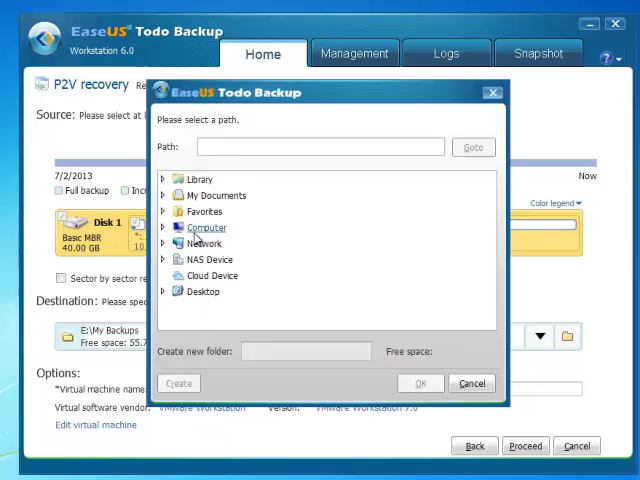 EaseUS Todo Backup
Workstation 6.0
Home
Management
Logs
Snapshot
?
P2V recovery
EaseUS Todo Backup
Source: Please select at
Please select a path.
Path:
Goto
7/2/2013
Now
Full backup
Library
My Documents
Favorites
Computer
Network
NAS Device
Cloud Device
Desktop
Color legend
Disk 1
Basic MBR
40.00 GB
Sector by sector re
Destination: Please spec
E:\My Backups
Free space: 55.7
Create new folder:
Free space:
Create
OK
Cancel
Options:
*Virtual machine name:
Virtual software vendor:
VMware Workstation
Version:
VMware Workstation 7.0
Edit virtual machine
Back
Proceed
Cancel